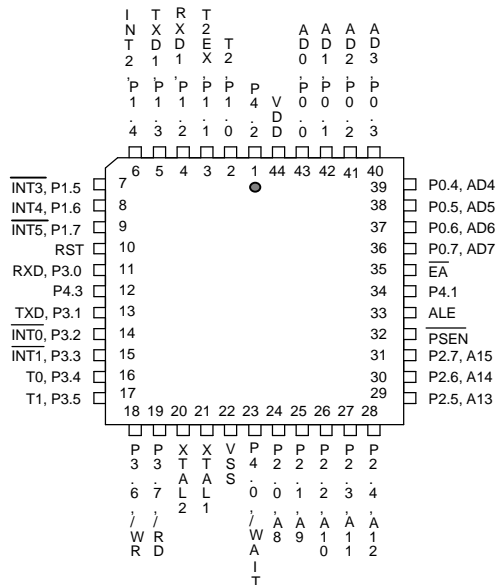 INT2, P1.4
TXD1, P1.3
RXD1, P1.2
T2EX, P1.1
T2, P1.0
P4.2
VDD
AD0, P0.0
AD1, P0.1
AD2, P0.2
AD3, P0.3
6 5 4 3 2 1 44 43 42 41 40
INT3, P1.5 7
INT4, P1.6 8
INT5, P1.7 9
RST 10
RXD, P3.0 11
P4.3 12
TXD, P3.1 13
INT0, P3.2 14
INT1, P3.3 15
T0, P3.4 16
T1, P3.5 17
39 P0.4, AD4
38 P0.5, AD5
37 P0.6, AD6
36 P0.7, AD7
35 EA
34 P4.1
33 ALE
32 PSEN
31 P2.7, A15
30 P2.6, A14
29 P2.5, A13
18 19 20 21 22 23 24 25 26 27 28
P3.6, /WR
P3.7, /RD
XTAL2
XTAL1
VSS
P4.0, /WAIT
P2.0, A8
P2.1, A9
P2.2, A10
P2.3, A11
P2.4, A12